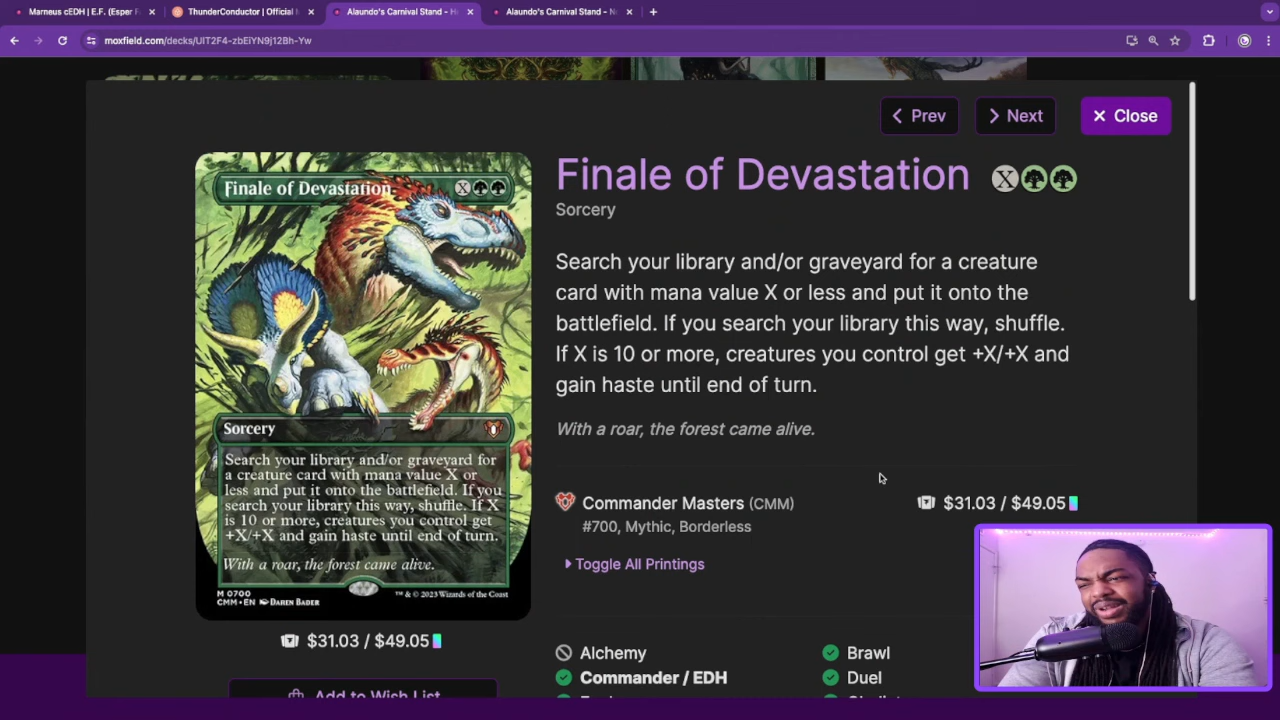 Marneus cEDH | E.F. (Esper F
ThunderConductor | Official
Alaundo's Carnival Stand -
Alaundo's Carnival Stand -
moxfield.com/decks/UIT2F4-zbEiYN9j12Bh-Yw
Prev
Next
Close
Finale of Devastation
X
Sorcery
Search your library and/or graveyard for
a creature card with mana value X or
less and put it onto the battlefield. If you
search your library this way, shuffle. If X
is 10 or more, creatures you control get
+X/+X and gain haste until end of turn.
With a roar, the forest came alive.
M 0700
CMM • EN DAREN BADER
™ & © 2023 Wizards of the Coast
$31.03 / $49.05
Add to Wish List
Finale of Devastation
X
Sorcery
Search your library and/or graveyard for a creature
card with mana value X or less and put it onto the
battlefield. If you search your library this way, shuffle.
If X is 10 or more, creatures you control get +X/+X and
gain haste until end of turn.
With a roar, the forest came alive.
Commander Masters (CMM)
$31.03 / $49.05
#700, Mythic, Borderless
Toggle All Printings
Alchemy
Brawl
Commander / EDH
Duel